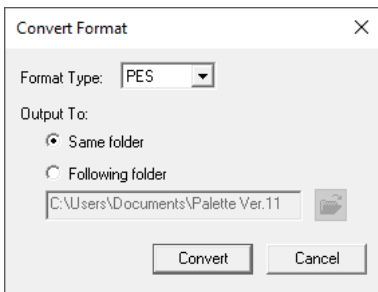 Convert Format
Format Type: PES
Output To:
Same folder
Following folder
C:\Users\Documents\Palette Ver.11
Convert Cancel